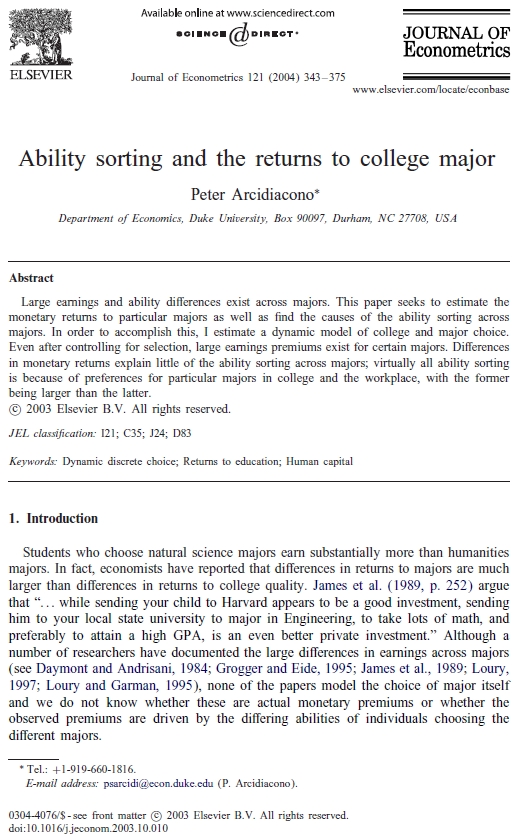 Available online at www.sciencedirect.com
SCIENCE DIRECT•
ELSEVIER
Journal of Econometrics 121 (2004) 343–375
JOURNAL OF
Econometrics
www.elsevier.com/locate/econbase
Ability sorting and the returns to college major
Peter Arcidiacono*
Department of Economics, Duke University, Box 90097, Durham, NC 27708, USA
Abstract
Large earnings and ability differences exist across majors. This paper seeks to estimate the
monetary returns to particular majors as well as find the causes of the ability sorting across
majors. In order to accomplish this, I estimate a dynamic model of college and major choice.
Even after controlling for selection, large earnings premiums exist for certain majors. Differences
in monetary returns explain little of the ability sorting across majors; virtually all ability sorting
is because of preferences for particular majors in college and the workplace, with the former
being larger than the latter.
© 2003 Elsevier B.V. All rights reserved.
JEL classification: I21; C35; J24; D83
Keywords: Dynamic discrete choice; Returns to education; Human capital
1. Introduction
Students who choose natural science majors earn substantially more than humanities
majors. In fact, economists have reported that differences in returns to majors are much
larger than differences in returns to college quality. James et al. (1989, p. 252) argue
that “… while sending your child to Harvard appears to be a good investment, sending
him to your local state university to major in Engineering, to take lots of math, and
preferably to attain a high GPA, is an even better private investment.” Although a
number of researchers have documented the large differences in earnings across majors
(see Daymont and Andrisani, 1984; Grogger and Eide, 1995; James et al., 1989; Loury,
1997; Loury and Garman, 1995), none of the papers model the choice of major itself
and we do not know whether these are actual monetary premiums or whether the
observed premiums are driven by the differing abilities of individuals choosing the
different majors.
* Tel.: +1-919-660-1816.
E-mail address: psarcidi@econ.duke.edu (P. Arcidiacono).
0304-4076/$ - see front matter © 2003 Elsevier B.V. All rights reserved.
doi:10.1016/j.jeconom.2003.10.010